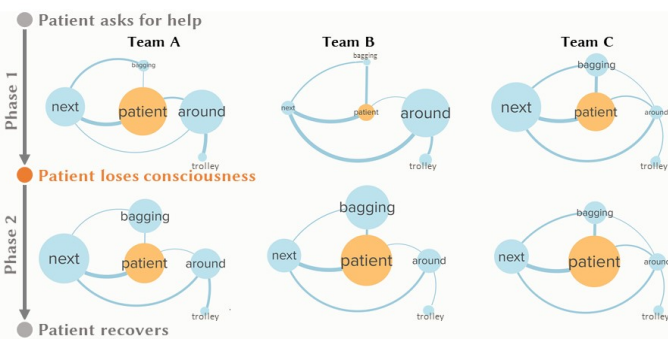 Patient asks for help
Team A
Team B
Team C
Phase 1
bagging
next
patient
around
trolley
bagging
next
patient
around
trolley
bagging
next
patient
around
trolley
Patient loses consciousness
Phase 2
bagging
next
patient
around
trolley
bagging
next
patient
around
trolley
bagging
next
patient
around
trolley
Patient recovers